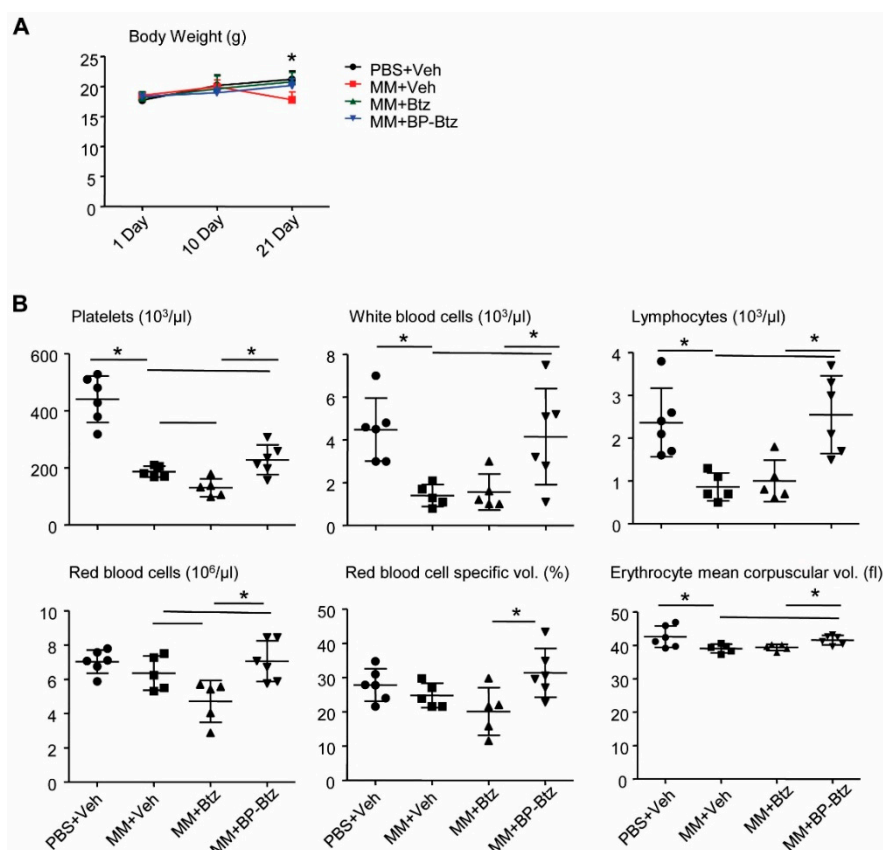 A
Body Weight (g)
25
20
15
10
5
0
*
1 Day
10 Day
21 Day
PBS+Veh
MM+Veh
MM+Btz
MM+BP-Btz
B
Platelets (10³/µl)
600
400
200
0
*
*
White blood cells (10³/µl)
8
6
4
2
0
*
*
Lymphocytes (10³/µl)
4
3
2
1
0
*
*
Red blood cells (10⁶/µl)
10
8
6
4
2
0
*
PBS+Veh
MM+Veh
MM+Btz
MM+BP-Btz
Red blood cell specific vol. (%)
50
40
30
20
10
0
*
PBS+Veh
MM+Veh
MM+Btz
MM+BP-Btz
Erythrocyte mean corpuscular vol. (fl)
50
40
30
20
10
0
*
*
PBS+Veh
MM+Veh
MM+Btz
MM+BP-Btz